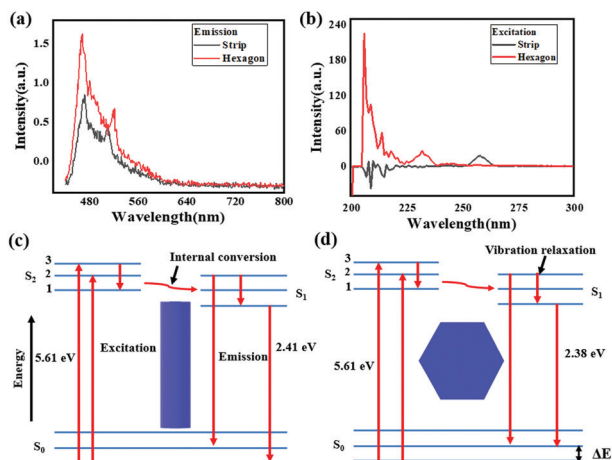 (a)
Emission
Strip
Hexagon
1.5
1.0
0.5
0.0
Intensity(a.u.)
480 560 640 720 800
Wavelength(nm)
(b)
Excitation
Strip
Hexagon
240
180
120
60
0
Intensity(a.u.)
200 225 250 275 300
Wavelength(nm)
(c)
Internal conversion
3
S2 2
1
S1
Energy
5.61 eV
Excitation
Emission
2.41 eV
S0
(d)
Vibration relaxation
3
S2 2
1
S1
5.61 eV
2.38 eV
S0
ΔE